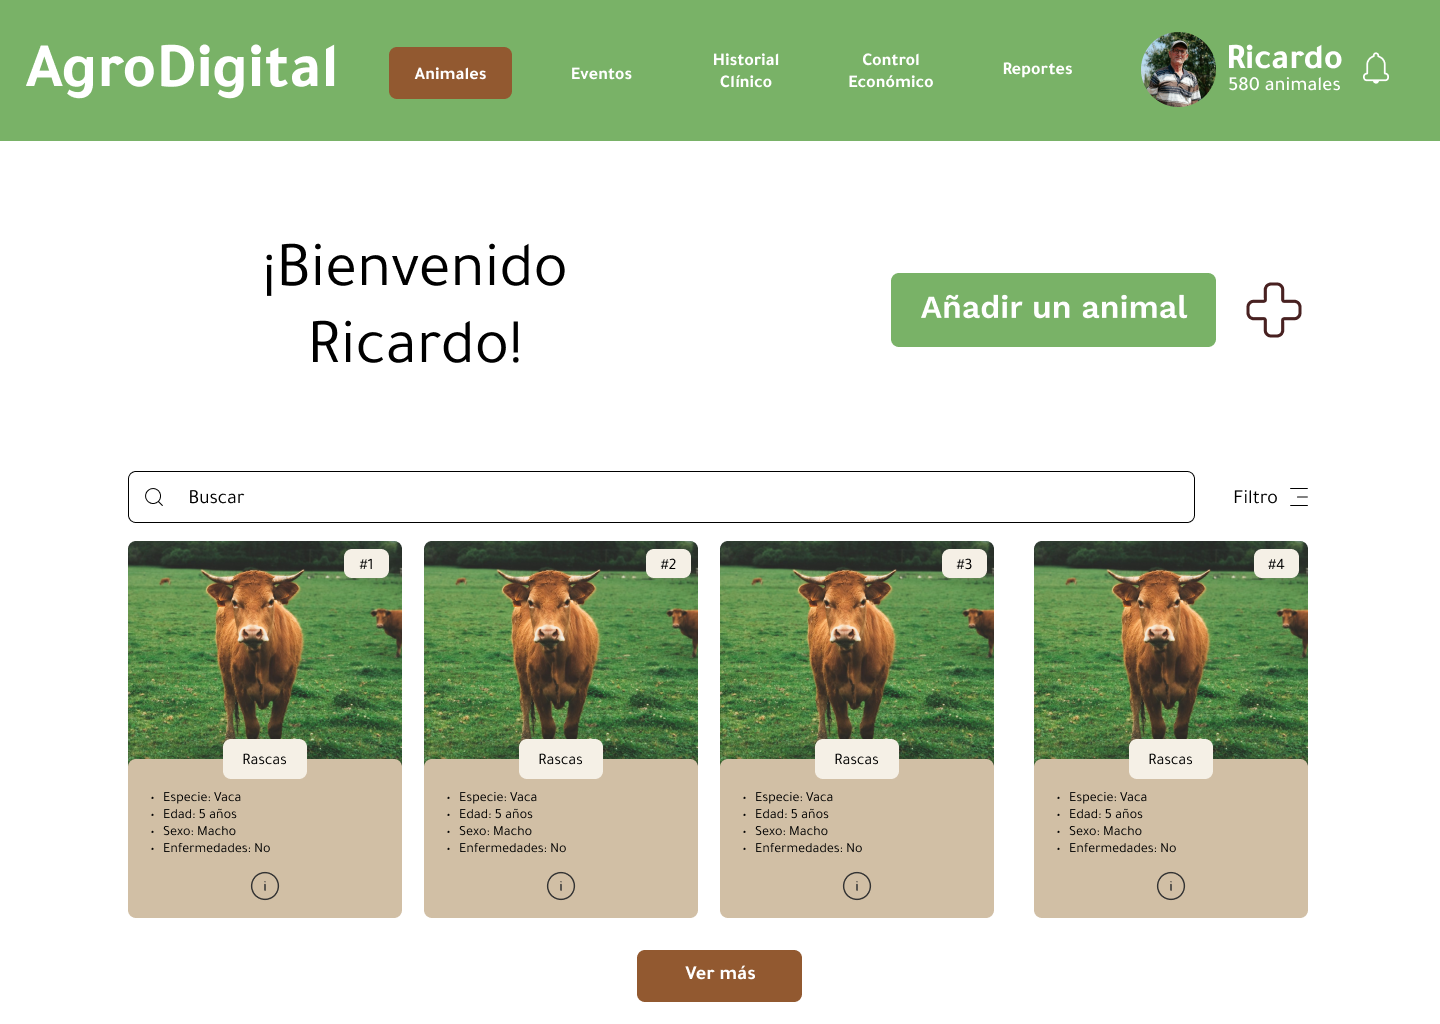 AgroDigital
Animales
Eventos
Historial
Clínico
Control
Económico
Reportes
Ricardo
580 animales
¡Bienvenido
Ricardo!
Añadir un animal
Buscar
Filtro
#1
Rascas
• Especie: Vaca
• Edad: 5 años
• Sexo: Macho
• Enfermedades: No
i
#2
Rascas
• Especie: Vaca
• Edad: 5 años
• Sexo: Macho
• Enfermedades: No
i
#3
Rascas
• Especie: Vaca
• Edad: 5 años
• Sexo: Macho
• Enfermedades: No
i
#4
Rascas
• Especie: Vaca
• Edad: 5 años
• Sexo: Macho
• Enfermedades: No
i
Ver más